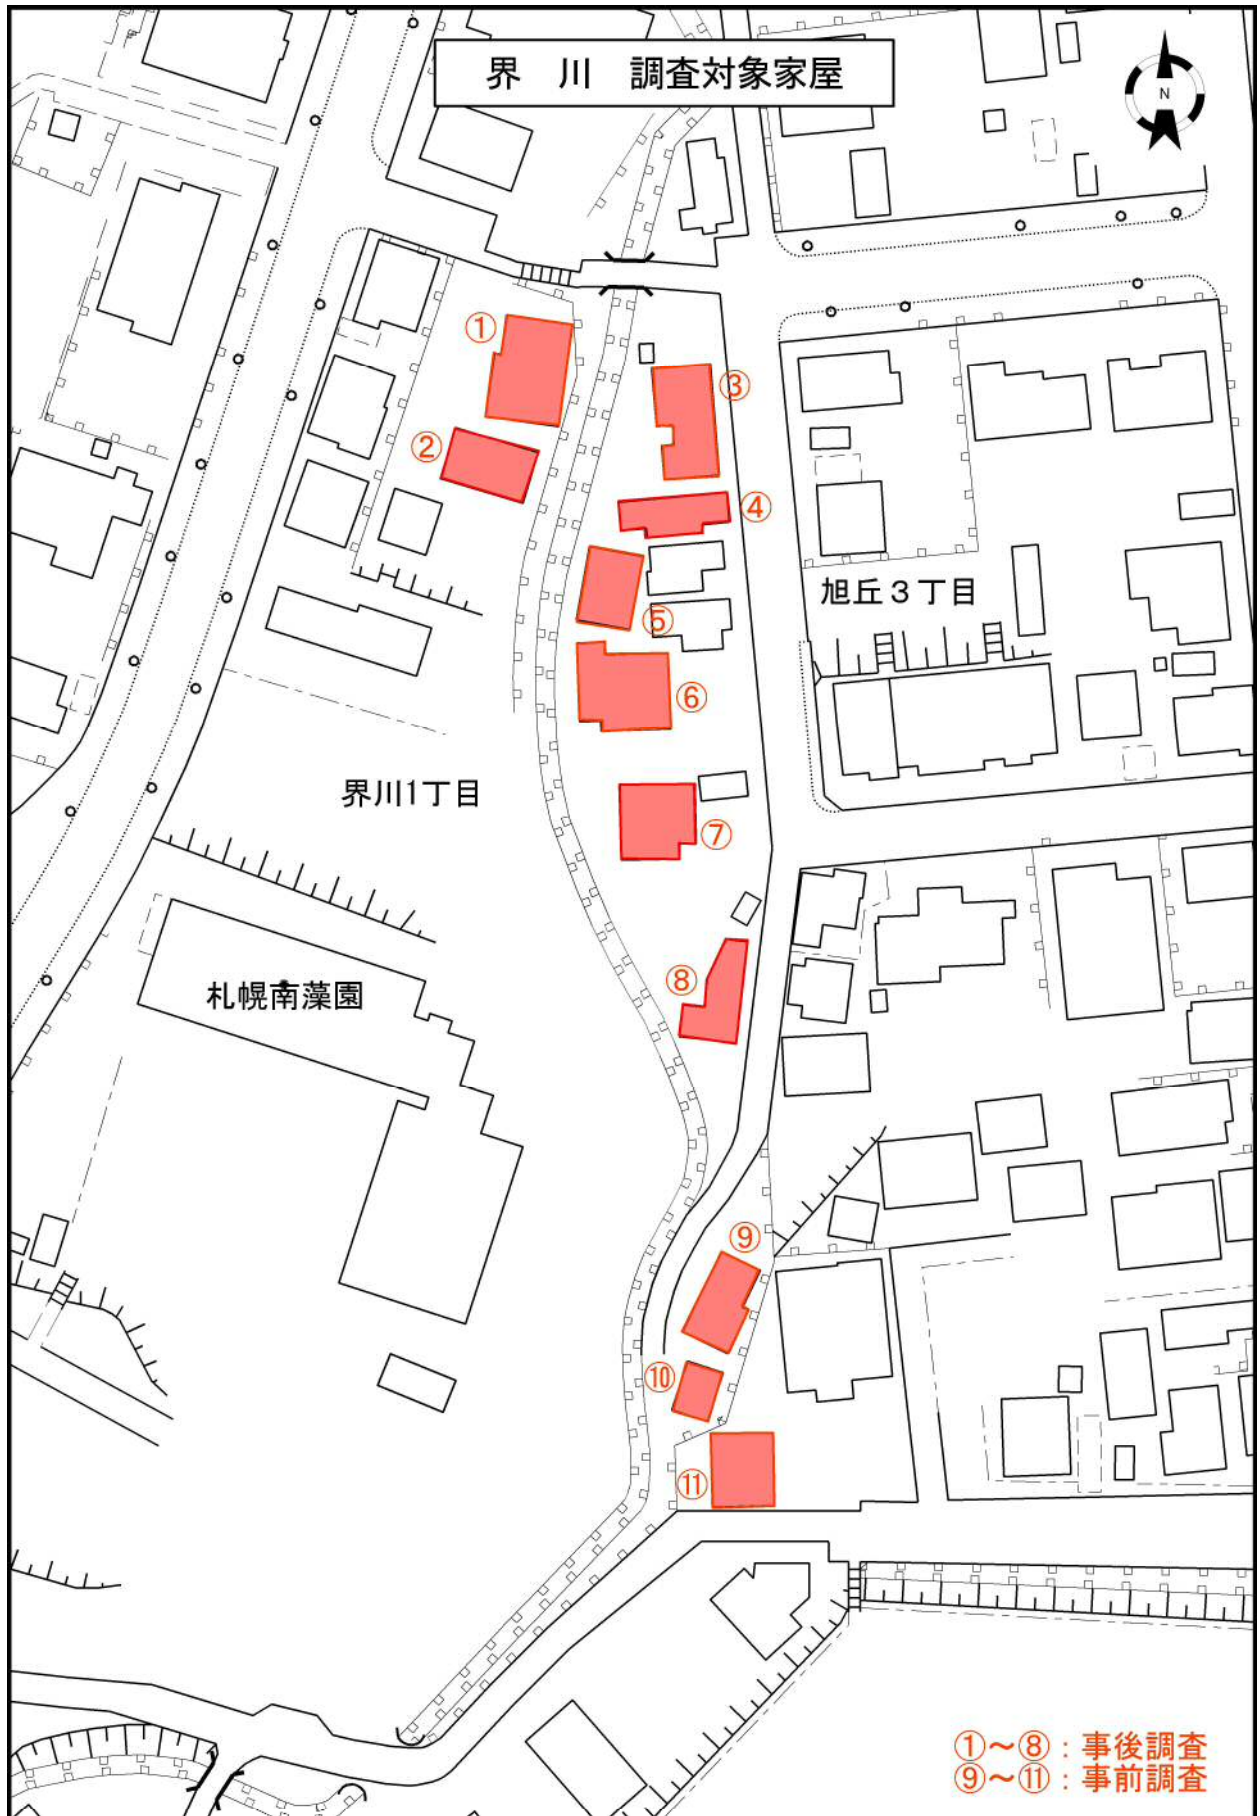 界　川　調査対象家屋
N
①
③
②
④
旭丘３丁目
⑤
⑥
界川1丁目
⑦
⑧
札幌南藻園
⑨
⑩
⑪
①～⑧：事後調査
⑨～⑪：事前調査